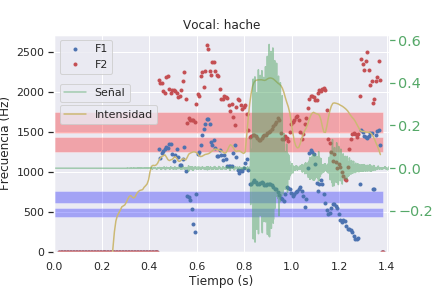 Vocal: hache
F1
F2
Señal
Intensidad
Frecuencia (Hz)
2500
2000
1500
1000
500
0
0.6
0.4
0.2
0.0
−0.2
0.0 0.2 0.4 0.6 0.8 1.0 1.2 1.4
Tiempo (s)